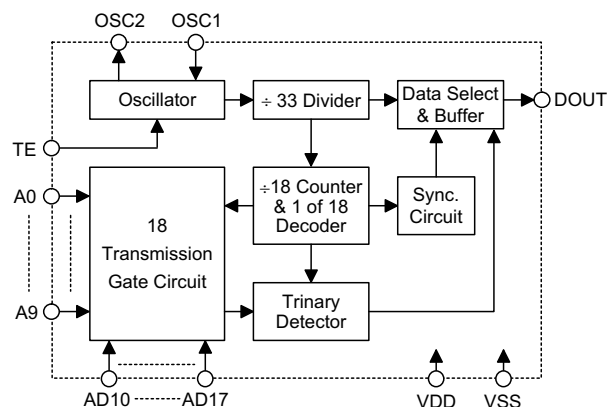 OSC2 OSC1
Oscillator
÷ 33 Divider
Data Select
& Buffer
DOUT
TE
A0
18
Transmission
Gate Circuit
÷18 Counter
& 1 of 18
Decoder
Sync.
Circuit
A9
Trinary
Detector
AD10 AD17
VDD
VSS